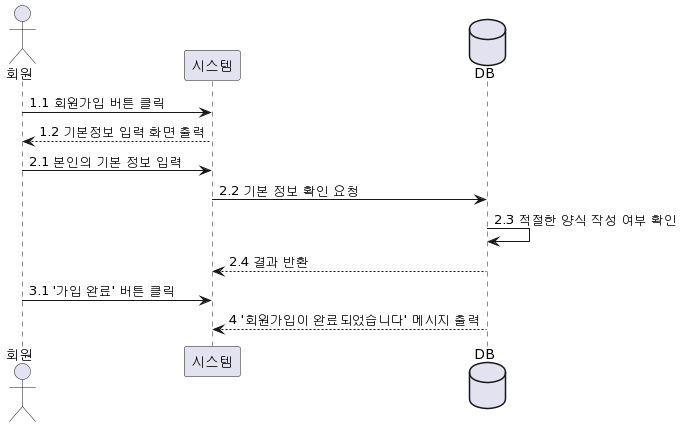 회원
시스템
DB
1.1 회원가입 버튼 클릭
1.2 기본정보 입력 화면 출력
2.1 본인의 기본 정보 입력
2.2 기본 정보 확인 요청
2.3 적절한 양식 작성 여부 확인
2.4 결과 반환
3.1 '가입 완료' 버튼 클릭
4 '회원가입이 완료되었습니다' 메시지 출력
회원
시스템
DB